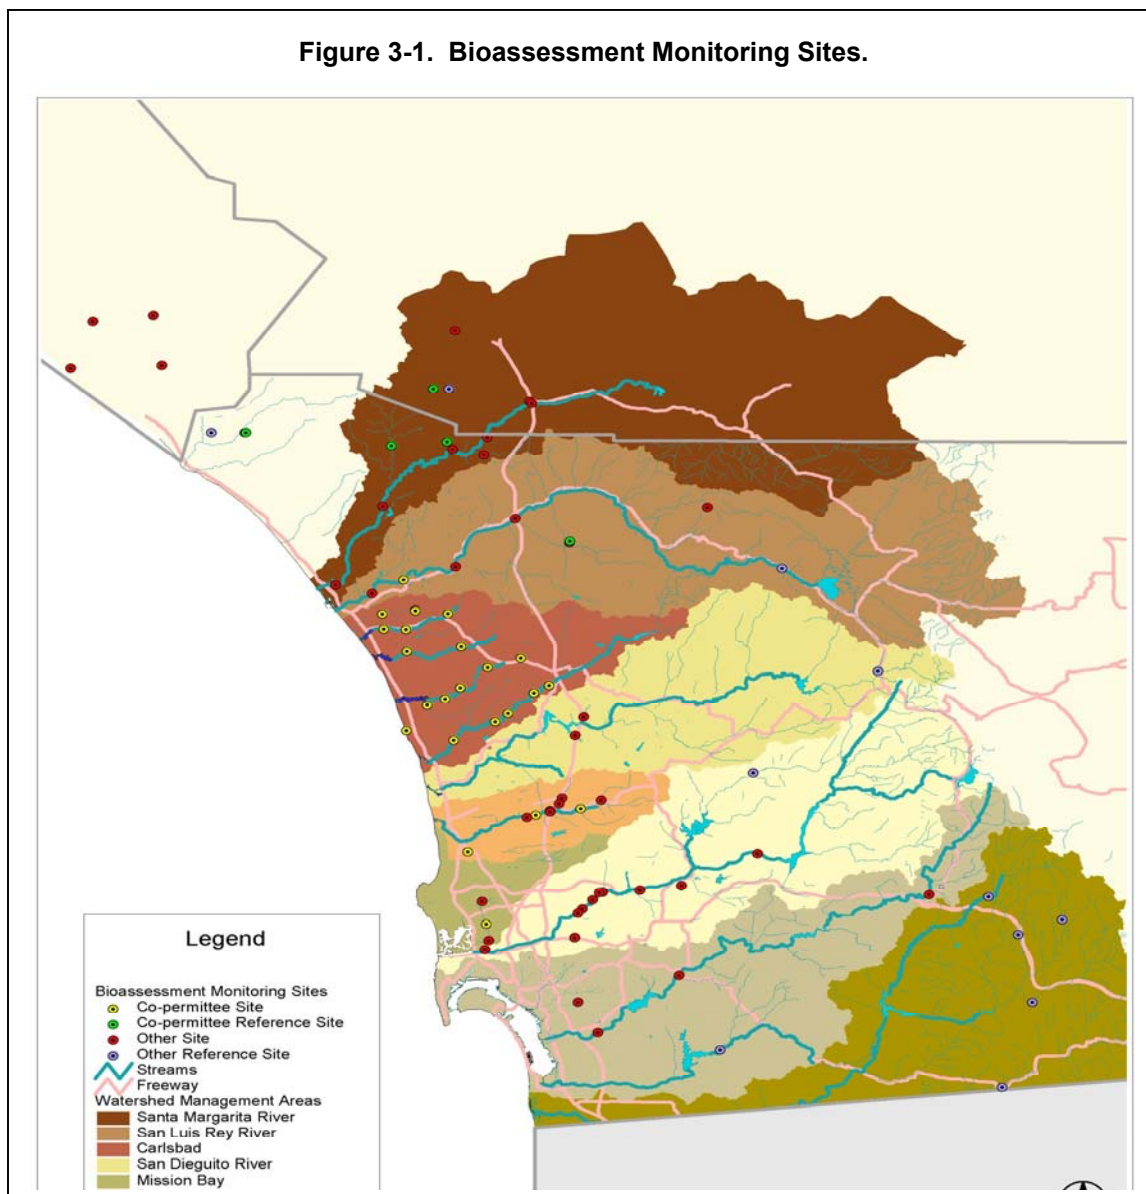 Figure 3-1. Bioassessment Monitoring Sites.
Legend
Bioassessment Monitoring Sites
Co-permittee Site
Co-permittee Reference Site
Other Site
Other Reference Site
Streams
Freeway
Watershed Management Areas
Santa Margarita River
San Luis Rey River
Carlsbad
San Dieguito River
Mission Bay